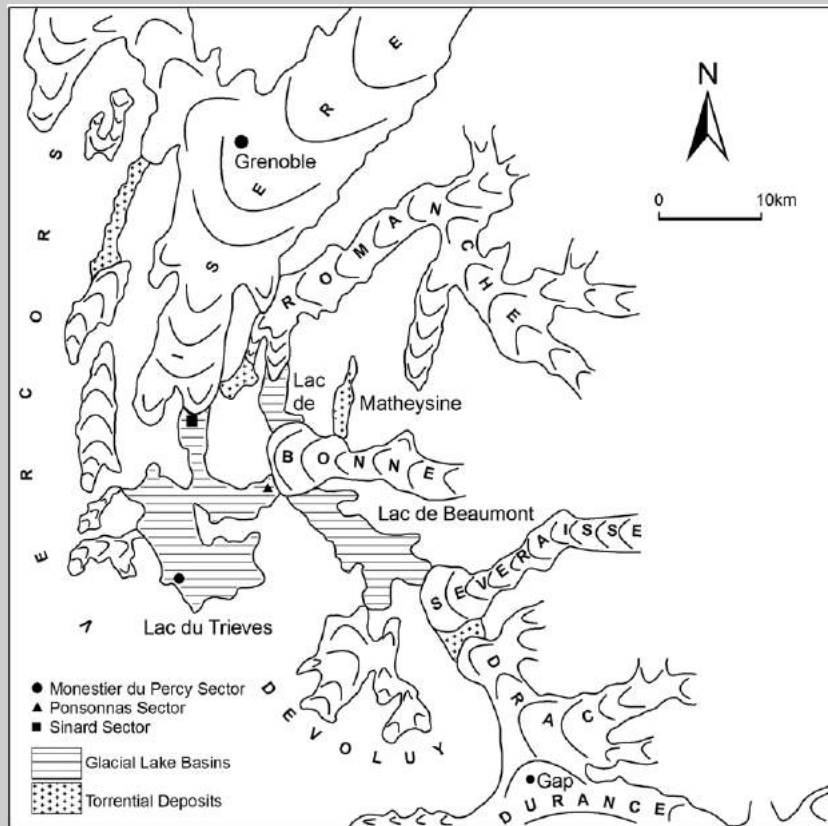 N
0 10km
Grenoble
ISERE
ROMANCHE
VERCORS
Lac
de
Matheysine
BONNE
Lac de Beaumont
SEVERAISSE
Lac du Trieves
DEVOLUY
DRAC
Gap
DURANCE
Monestier du Percy Sector
Ponsonnas Sector
Sinard Sector
Glacial Lake Basins
Torrential Deposits